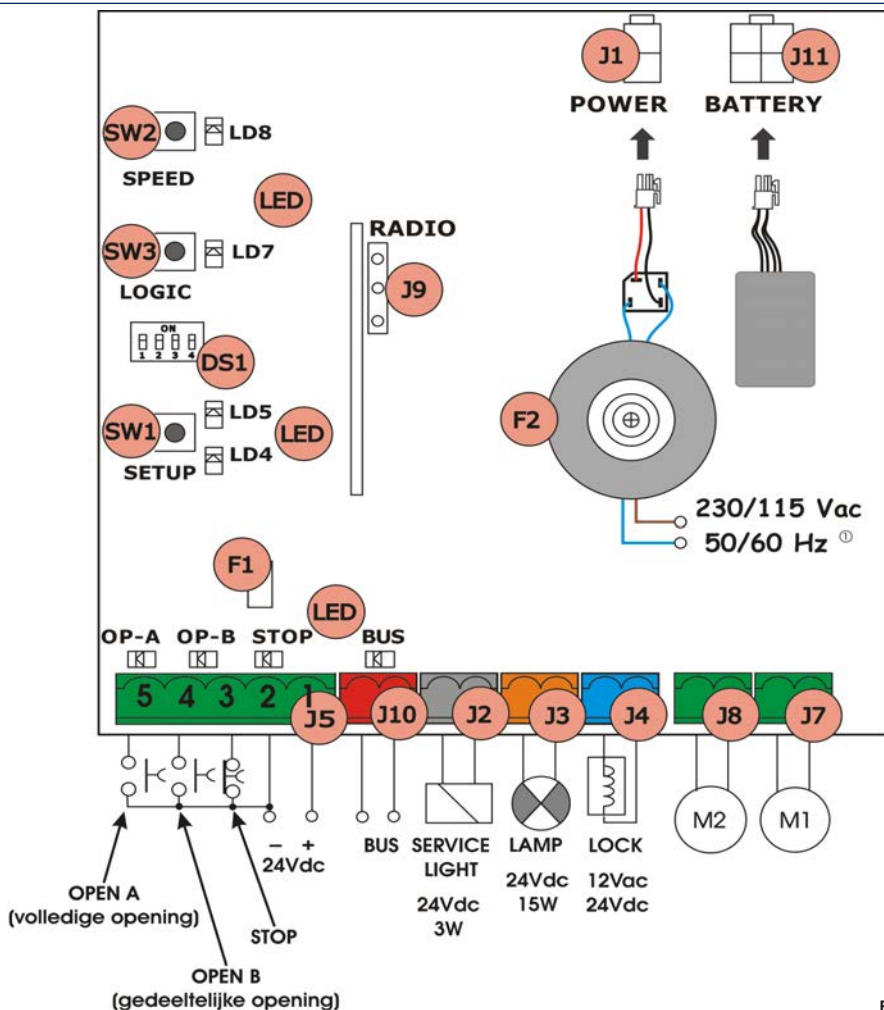 J1
J11
POWER
BATTERY
SW2
LD8
SPEED
LED
RADIO
SW3
LD7
LOGIC
J9
ON
1 2 3 4
DS1
LD5
SW1
LED
LD4
SETUP
F2
230/115 Vac
50/60 Hz ①
F1
LED
OP-A OP-B STOP BUS
5 4 3 2 1
J5
J10
J2
J3
J4
J8
J7
M2
M1
− +
24Vdc
BUS
SERVICE
LIGHT
24Vdc
3W
LAMP
24Vdc
15W
LOCK
12Vac
24Vdc
OPEN A
(volledige opening)
STOP
OPEN B
(gedeeltelijke opening)